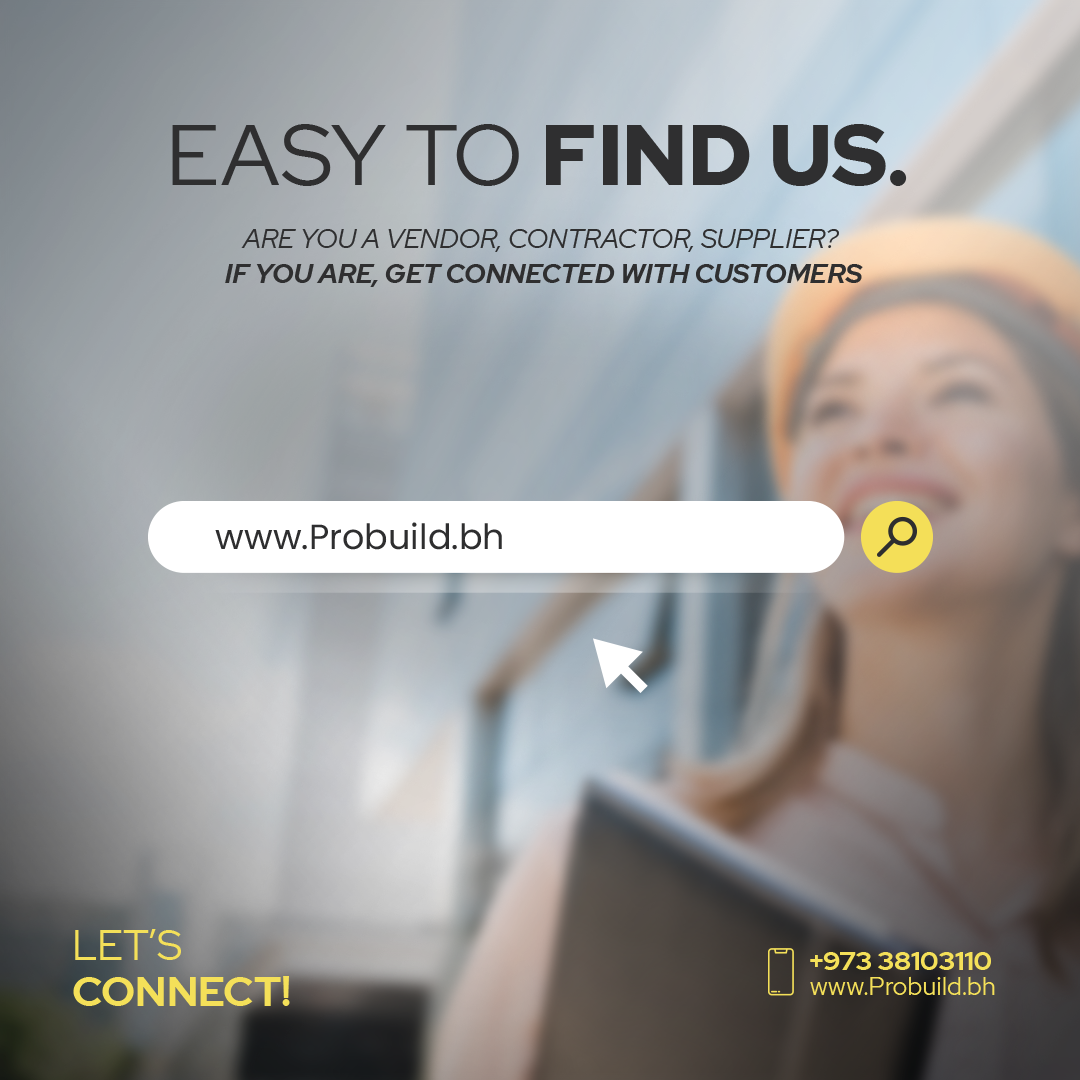 EASY TO FIND US.
ARE YOU A VENDOR, CONTRACTOR, SUPPLIER?
IF YOU ARE, GET CONNECTED WITH CUSTOMERS
www.Probuild.bh
LET'S
CONNECT!
+973 38103110
www.Probuild.bh